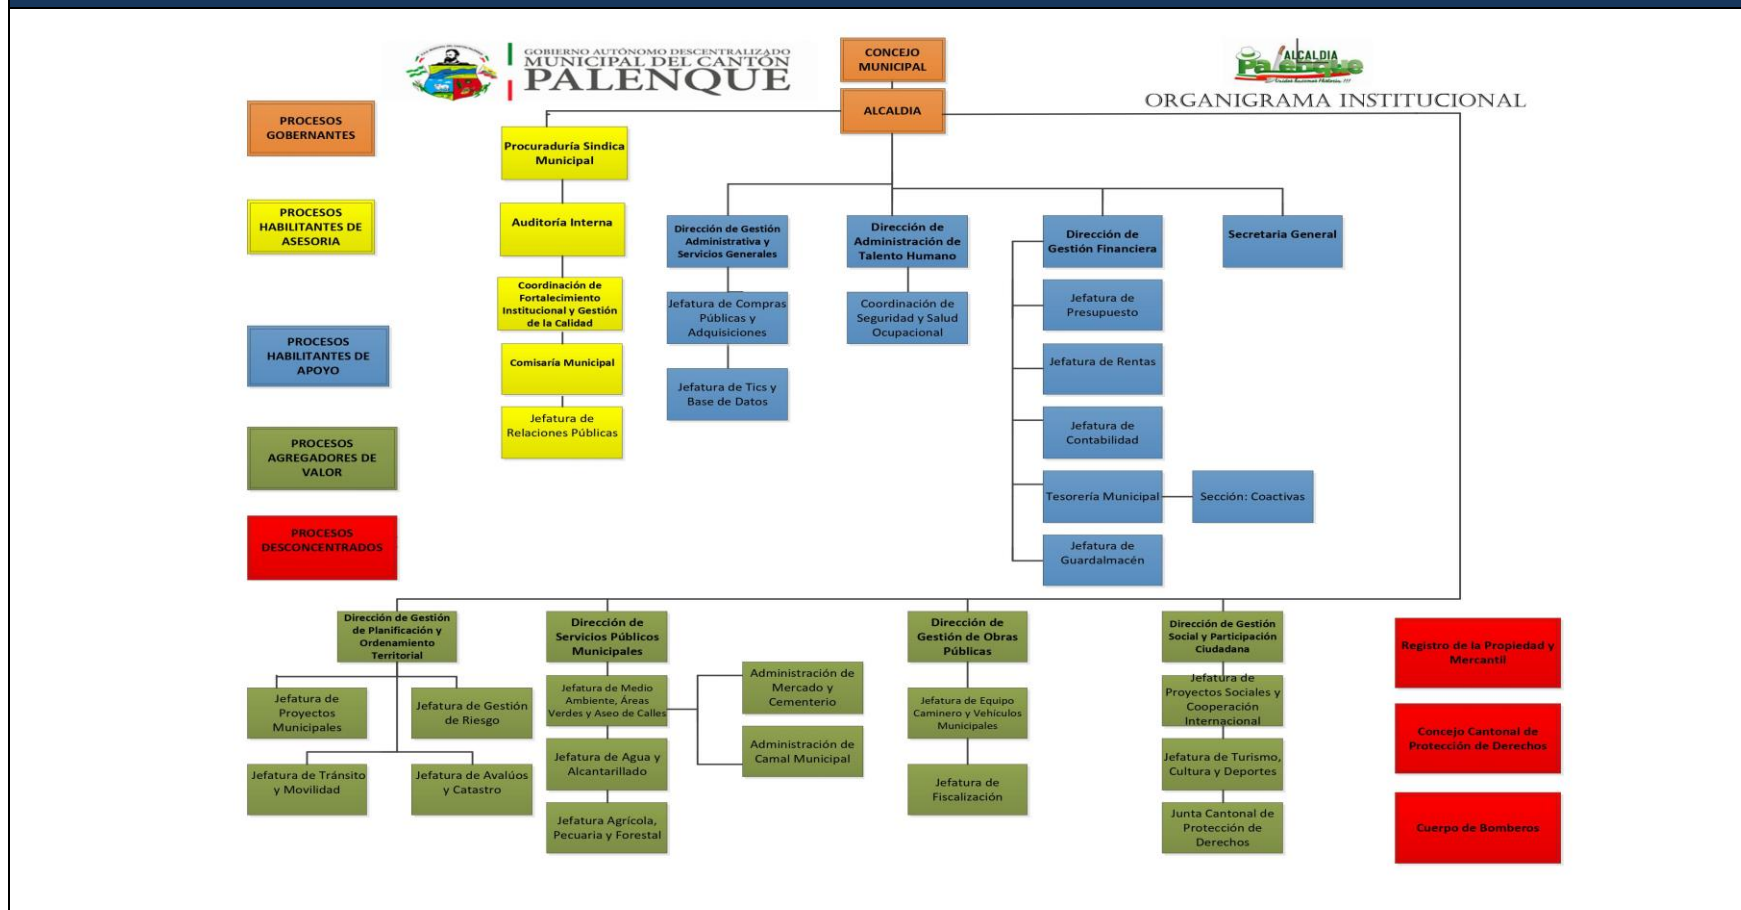 GOBIERNO AUTÓNOMO DESCENTRALIZADO
MUNICIPAL DEL CANTÓN
PALENQUE
CONCEJO
MUNICIPAL
ALCALDIA
ALCALDIA
Palenque
ORGANIGRAMA INSTITUCIONAL
PROCESOS
GOBERNANTES
PROCESOS
HABILITANTES DE
ASESORIA
PROCESOS
HABILITANTES DE
APOYO
PROCESOS
AGREGADORES DE
VALOR
PROCESOS
DESCONCENTRADOS
Procuraduría Sindica
Municipal
Auditoría Interna
Coordinación de
Fortalecimiento
Institucional y Gestión
de la Calidad
Comisaría Municipal
Jefatura de
Relaciones Públicas
Dirección de Gestión
Administrativa y
Servicios Generales
Jefatura de Compras
Públicas y
Adquisiciones
Jefatura de Tics y
Base de Datos
Dirección de
Administración de
Talento Humano
Coordinación de
Seguridad y Salud
Ocupacional
Dirección de
Gestión Financiera
Jefatura de
Presupuesto
Jefatura de Rentas
Jefatura de
Contabilidad
Tesorería Municipal
Sección: Coactivas
Jefatura de
Guardalmacén
Secretaria General
Dirección de Gestión
de Planificación y
Ordenamiento
Territorial
Jefatura de
Proyectos
Municipales
Jefatura de Gestión
de Riesgo
Jefatura de Tránsito
y Movilidad
Jefatura de Avalúos
y Catastro
Dirección de
Servicios Públicos
Municipales
Jefatura de Medio
Ambiente, Áreas
Verdes y Aseo de Calles
Jefatura de Agua y
Alcantarillado
Jefatura Agrícola,
Pecuaria y Forestal
Administración de
Mercado y
Cementerio
Administración de
Camal Municipal
Dirección de
Gestión de Obras
Públicas
Jefatura de Equipo
Caminero y Vehículos
Municipales
Jefatura de
Fiscalización
Dirección de Gestión
Social y Participación
Ciudadana
Jefatura de
Proyectos Sociales y
Cooperación
Internacional
Jefatura de Turismo,
Cultura y Deportes
Junta Cantonal de
Protección de
Derechos
Registro de la Propiedad y
Mercantil
Concejo Cantonal de
Protección de Derechos
Cuerpo de Bomberos